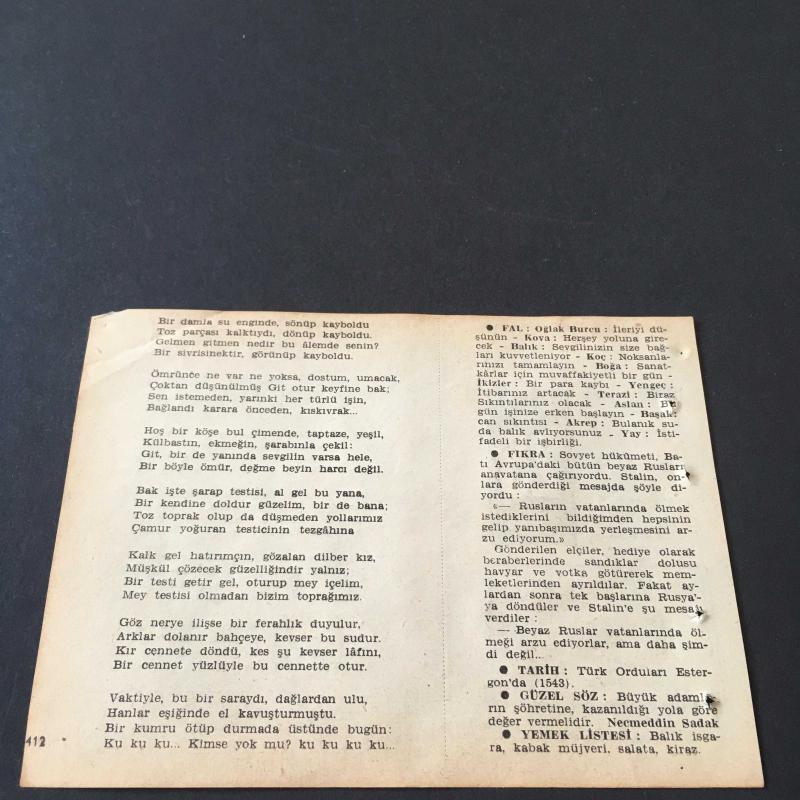 Bir damla su enginde, sönüp kayboldu
Toz parçası kalktıydı, dönüp kayboldu.
Gelmen gitmen nedir bu âlemde senin?
Bir sivrisinektir, görünüp kayboldu.
Ömrünce ne var ne yoksa, dostum, umacak,
Çoktan düşünülmüş Git otur keyfine bak;
Sen istemeden, yarınki her türlü işin,
Bağlandı karara önceden, kıskıvrak...
Hoş bir köşe bul çimende, taptaze, yeşil,
Külbastın, ekmeğin, şarabınla çekil:
Git, bir de yanında sevgilin varsa hele,
Bir böyle ömür, değme beyin harcı değil.
Bak işte şarap testisi, al gel bu yana,
Bir kendine doldur güzelim, bir de bana;
Toz toprak olup da düşmeden yollarımız
Çamur yoğuran testicinin tezgâhına
Kalk gel hatırımçın, gözalan dilber kız,
Müşkül çözecek güzelliğindir yalnız;
Bir testi getir gel, oturup mey içelim,
Mey testisi olmadan bizim toprağımız.
Göz nerye ilişse bir ferahlık duyulur,
Arklar dolanır bahçeye, kevser bu sudur.
Kır cennete döndü, kes şu kevser lâfını,
Bir cennet yüzlüyle bu cennette otur.
Vaktiyle, bu bir saraydı, dağlardan ulu,
Hanlar eşiğinde el kavuşturmuştu.
Bir kumru ötüp durmada üstünde bugün:
Ku ku ku... Kimse yok mu? ku ku ku ku...
412
● FAL : Oğlak Burcu : İleriyi dü-
şünün - Kova : Herşey yoluna gire-
cek - Balık : Sevgilinizin size bağ-
ları kuvvetleniyor - Koç : Noksanla-
rınızı tamamlayın - Boğa : Sanat-
kârlar için muvaffakiyetli bir gün -
İkizler : Bir para kaybı - Yengeç :
İtibarınız artacak - Terazi : Biraz
Sıkıntılarınız olacak - Aslan : Bu
gün işinize erken başlayın - Başak:
can sıkıntısı - Akrep : Bulanık su-
da balık avlıyorsunuz - Yay : İsti-
fadeli bir işbirliği.
● FIKRA : Sovyet hükûmeti, Ba-
tı Avrupa'daki bütün beyaz Rusları
anavatana çağırıyordu. Stalin, on-
lara gönderdiği mesajda şöyle di-
yordu :
«— Rusların vatanlarında ölmek
istediklerini bildiğimden hepsinin
gelip yanıbaşımızda yerleşmesini ar-
zu ediyorum.»
Gönderilen elçiler, hediye olarak
beraberlerinde sandıklar dolusu
havyar ve votka götürerek mem-
leketlerinden ayrıldılar. Fakat ay-
lardan sonra tek başlarına Rusya'-
ya döndüler ve Stalin'e şu mesajı
verdiler :
— Beyaz Ruslar vatanlarında öl-
meği arzu ediyorlar, ama daha şim-
di değil...
● TARİH : Türk Orduları Ester-
gon'da (1543).
● GÜZEL SÖZ : Büyük adamla-
rın şöhretine, kazanıldığı yola göre
değer vermelidir. Necmeddin Sadak
● YEMEK LİSTESİ : Balık ısga-
ra, kabak müjveri, salata, kiraz.